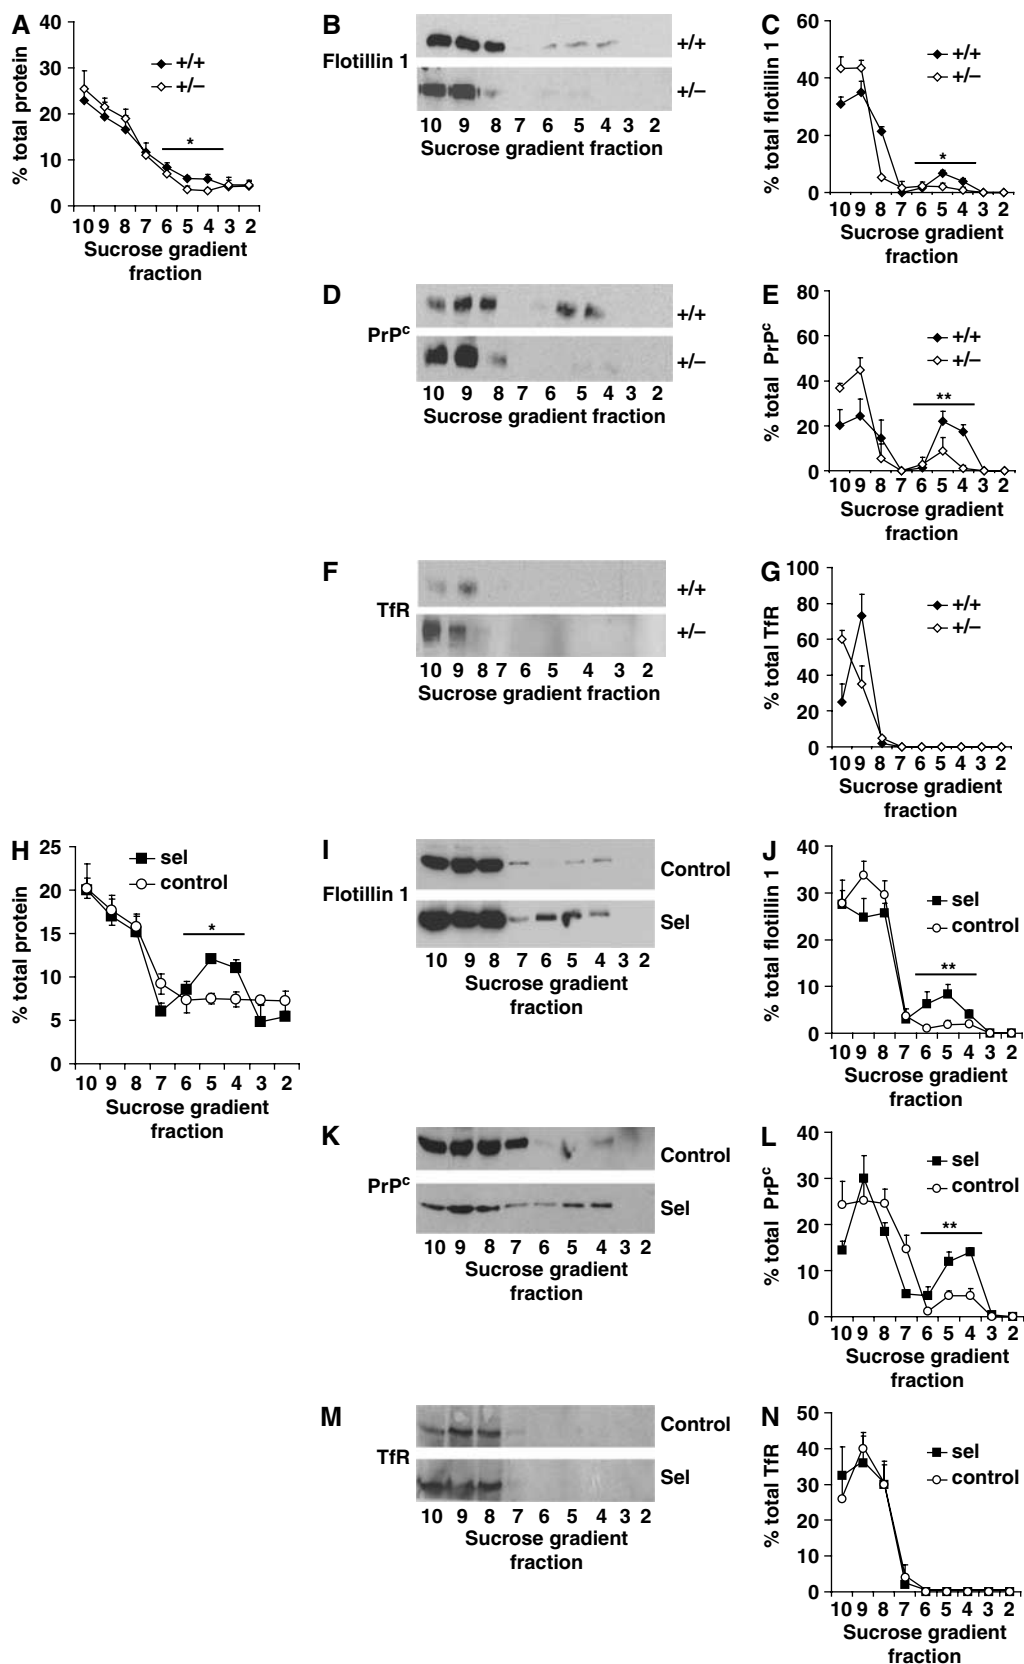 A
% total protein
40
30
20
10
0
+/+
+/–
*
10 9 8 7 6 5 4 3 2
Sucrose gradient
fraction
B
Flotillin 1
+/+
+/–
10 9 8 7 6 5 4 3 2
Sucrose gradient fraction
C
% total flotillin 1
60
40
20
0
+/+
+/–
*
10 9 8 7 6 5 4 3 2
Sucrose gradient
fraction
D
PrPc
+/+
+/–
10 9 8 7 6 5 4 3 2
Sucrose gradient fraction
E
% total PrPc
80
60
40
20
0
+/+
+/–
**
10 9 8 7 6 5 4 3 2
Sucrose gradient
fraction
F
TfR
+/+
+/–
10 9 8 7 6 5 4 3 2
Sucrose gradient fraction
G
% total TfR
100
80
60
40
20
0
+/+
+/–
10 9 8 7 6 5 4 3 2
Sucrose gradient
fraction
H
% total protein
25
20
15
10
5
0
sel
control
*
10 9 8 7 6 5 4 3 2
Sucrose gradient
fraction
I
Flotillin 1
Control
Sel
10 9 8 7 6 5 4 3 2
Sucrose gradient
fraction
J
% total flotillin 1
40
30
20
10
0
sel
control
**
10 9 8 7 6 5 4 3 2
Sucrose gradient
fraction
K
PrPc
Control
Sel
10 9 8 7 6 5 4 3 2
Sucrose gradient
fraction
L
% total PrPc
40
30
20
10
0
sel
control
**
10 9 8 7 6 5 4 3 2
Sucrose gradient
fraction
M
TfR
Control
Sel
10 9 8 7 6 5 4 3 2
Sucrose gradient
fraction
N
% total TfR
50
40
30
20
10
0
sel
control
10 9 8 7 6 5 4 3 2
Sucrose gradient
fraction